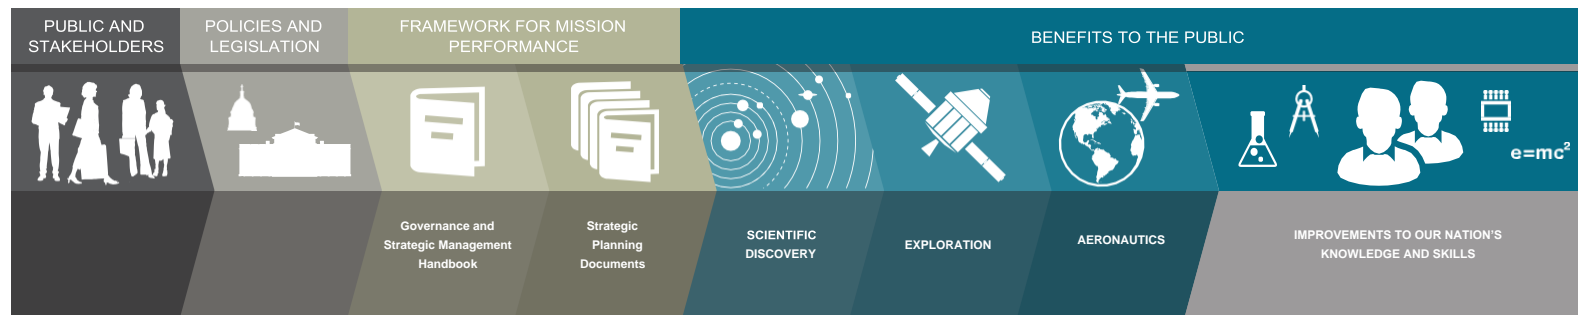 PUBLIC AND
STAKEHOLDERS
POLICIES AND
LEGISLATION
FRAMEWORK FOR MISSION
PERFORMANCE
BENEFITS TO THE PUBLIC
e=mc²
Governance and
Strategic Management
Handbook
Strategic
Planning
Documents
SCIENTIFIC
DISCOVERY
EXPLORATION
AERONAUTICS
IMPROVEMENTS TO OUR NATION'S
KNOWLEDGE AND SKILLS